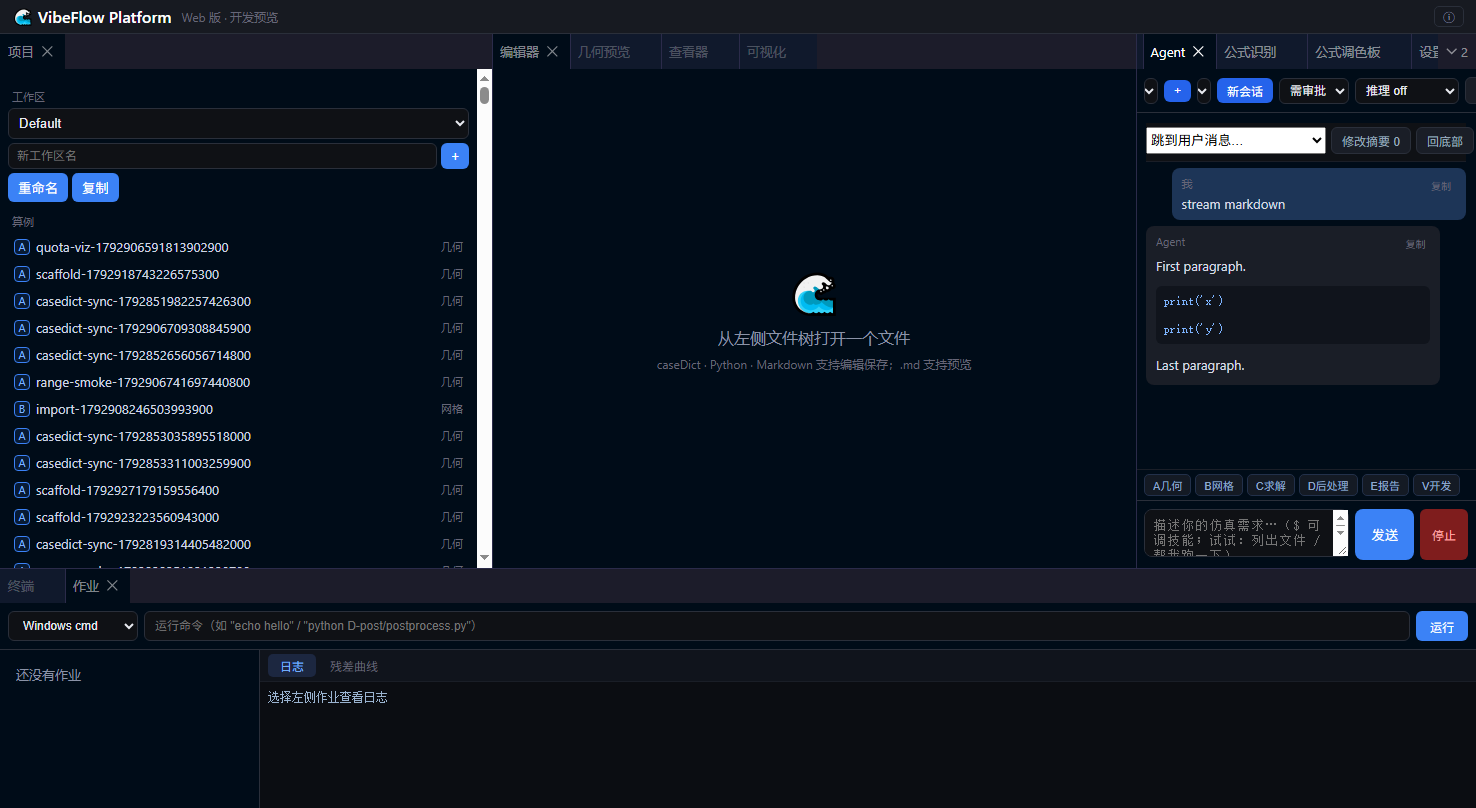 VibeFlow Platform Web 版 · 开发预览
项目
编辑器 几何预览 查看器 可视化
Agent 公式识别 公式调色板 2
工作区
Default
新工作区名 +
重命名 复制
算例
A quota-viz-1792906591813902900 几何
A scaffold-1792918743226575300 几何
A casedict-sync-1792851982257426300 几何
A casedict-sync-1792906709308845900 几何
A casedict-sync-1792852656056714800 几何
A range-smoke-1792906741697440800 几何
B import-1792908246503993900 网格
A casedict-sync-1792853035895518000 几何
A casedict-sync-1792853311003259900 几何
A scaffold-1792927179159556400 几何
A scaffold-1792923223560943000 几何
A casedict-sync-1792819314405482000 几何
从左侧文件树打开一个文件
caseDict · Python · Markdown 支持编辑保存；.md 支持预览
+ 新会话 需审批 推理 off
跳到用户消息… 修改摘要 0 回底部
我 复制
stream markdown
Agent 复制
First paragraph.
print('x')
print('y')
Last paragraph.
A几何 B网格 C求解 D后处理 E报告 V开发
描述你的仿真需求…（$ 可
调技能；试试：列出文件 /
帮我跑一下）
发送 停止
终端 作业
Windows cmd 运行命令（如 "echo hello" / "python D-post/postprocess.py"） 运行
还没有作业
日志 残差曲线
选择左侧作业查看日志